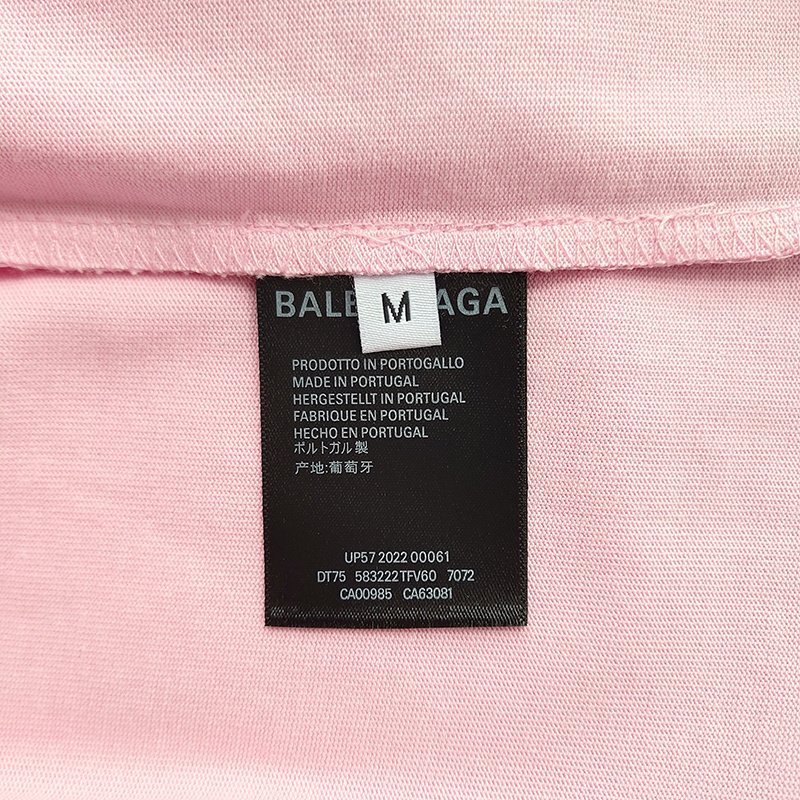 BALE AGA
M
PRODOTTO IN PORTOGALLO
MADE IN PORTUGAL
HERGESTELLT IN PORTUGAL
FABRIQUE EN PORTUGAL
HECHO EN PORTUGAL
ポルトガル製
产地:葡萄牙
UP57 2022 00061
DT75 583222TFV60 7072
CA00985 CA63081